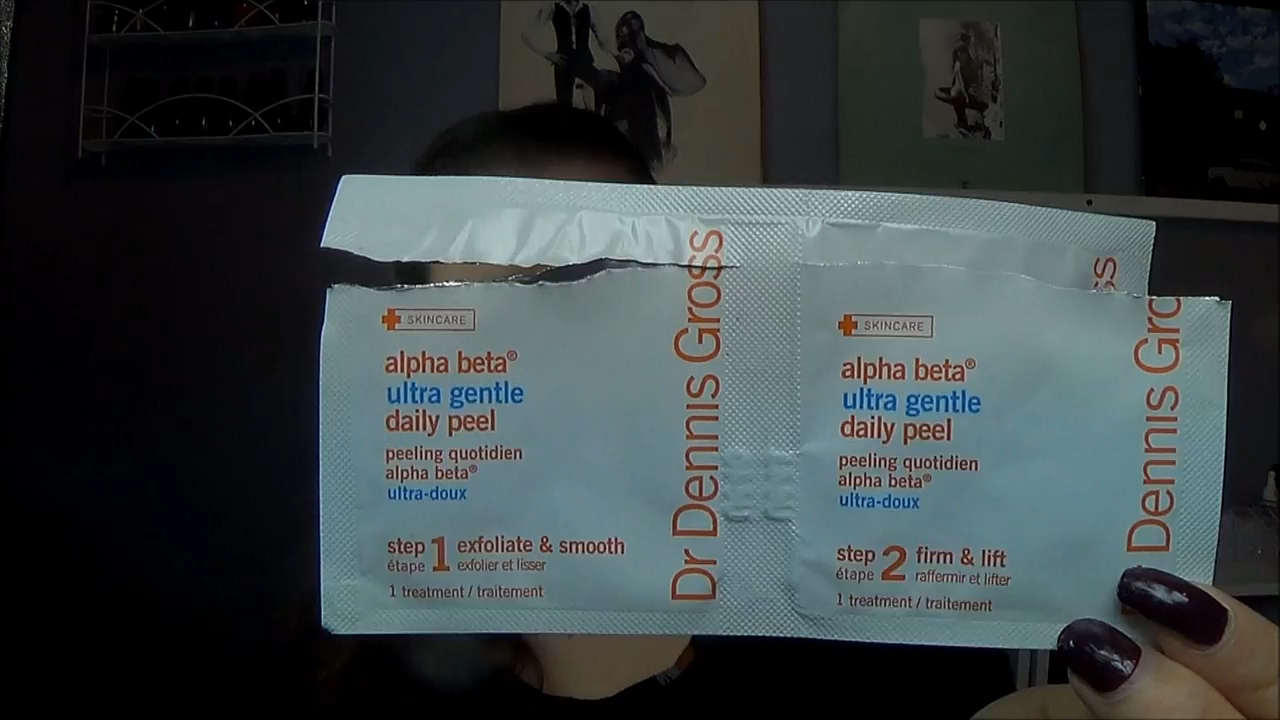 SKINCARE
alpha beta®
ultra gentle
daily peel
peeling quotidien
alpha beta®
ultra-doux
step 1 exfoliate & smooth
étape exfolier et lisser
1 treatment / traitement
Dr Dennis Gross
SKINCARE
alpha beta®
ultra gentle
daily peel
peeling quotidien
alpha beta®
ultra-doux
step 2 firm & lift
étape raffermir et lifter
1 treatment / traitement
Dennis Gro
ss